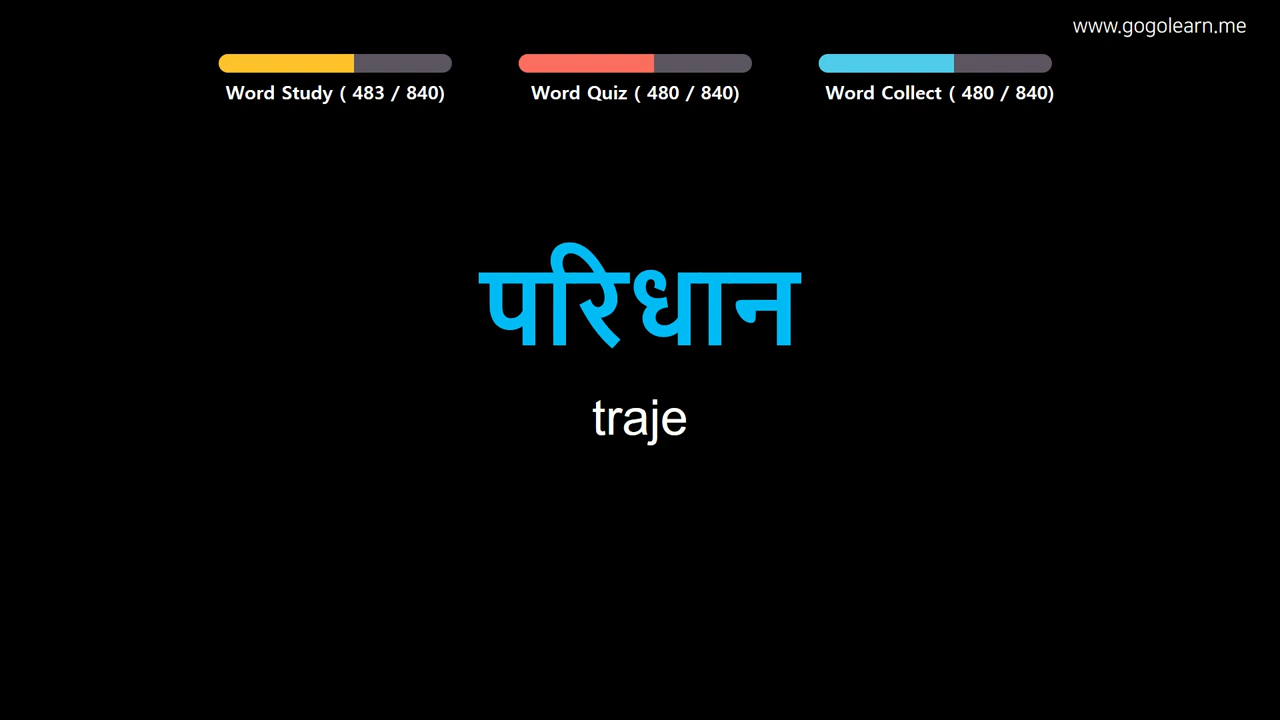 www.gogolearn.me
Word Study ( 483 / 840)
Word Quiz ( 480 / 840)
Word Collect ( 480 / 840)
परिधान
traje